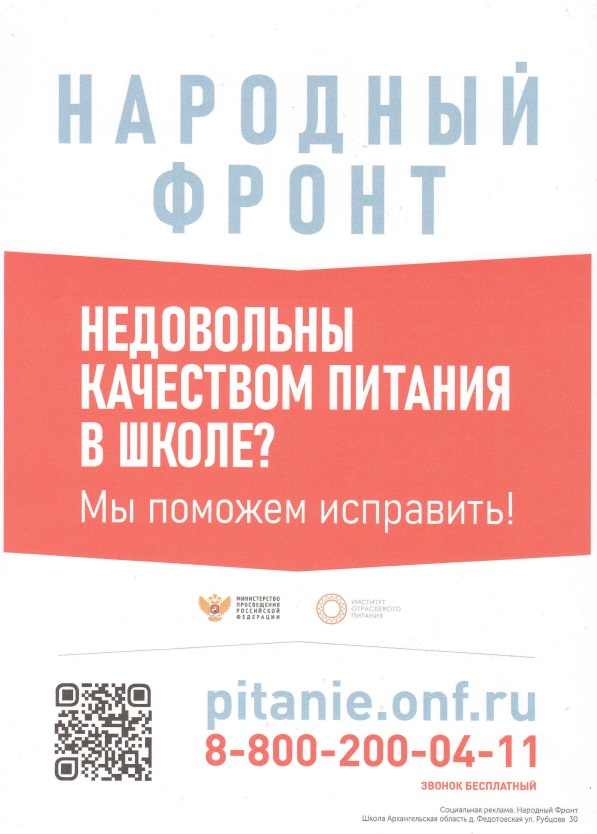 НАРОДНЫЙ
ФРОНТ
НЕДОВОЛЬНЫ
КАЧЕСТВОМ ПИТАНИЯ
В ШКОЛЕ?
Мы поможем исправить!
МИНИСТЕРСТВО
ПРОСВЕЩЕНИЯ
РОССИЙСКОЙ
ФЕДЕРАЦИИ
ИНСТИТУТ
ОТРАСЛЕВОГО
ПИТАНИЯ
pitanie.onf.ru
8-800-200-04-11
ЗВОНОК БЕСПЛАТНЫЙ
Социальная реклама. Народный Фронт
Школа Архангельская область д. Федотовская ул. Рубцова 30